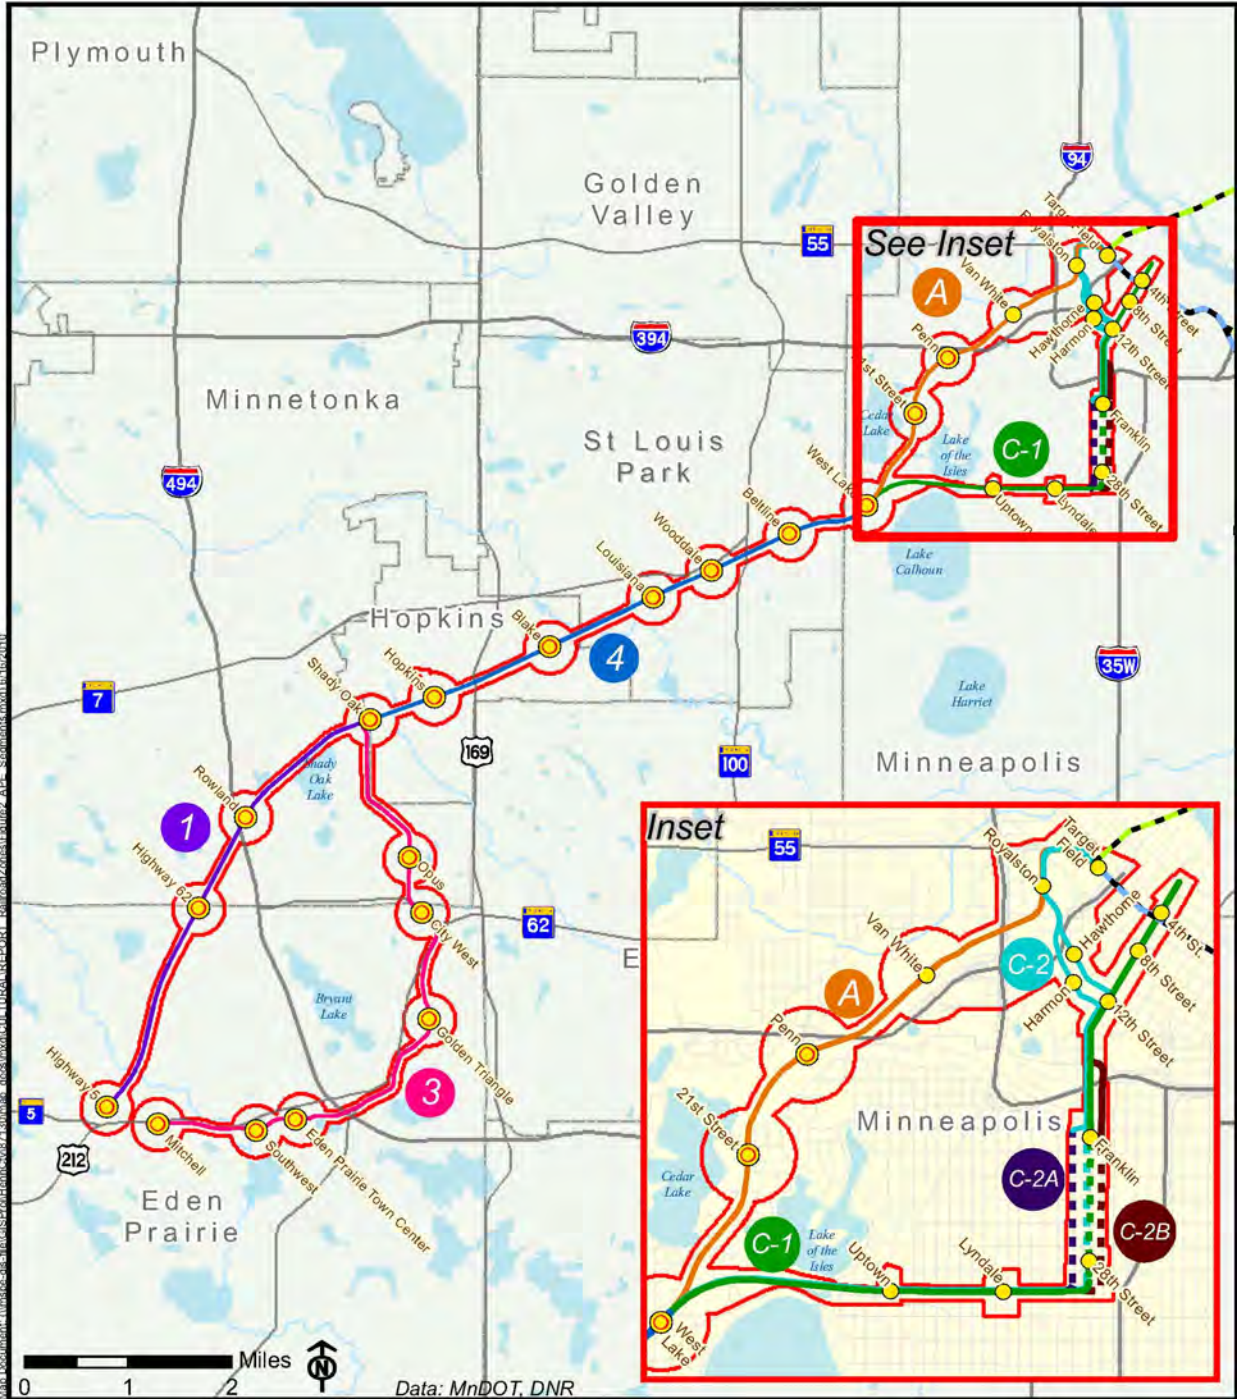 Plymouth
Golden
Valley
94
55
See Inset
Target Field
Royalston
Van White
A
Penn
4th Street
8th Street
12th Street
Hawthorne
Harmon
394
Minnetonka
St Louis
Park
Cedar
Lake
Lake
of the
Isles
C-1
Franklin
28th Street
Uptown
Lyndale
West Lake
494
Beltline
Wooddale
Louisiana
Lake
Calhoun
Hopkins
Blake
4
Hopkins
Shady Oak
7
35W
Lake
Harriet
169
100
Minneapolis
Shady
Oak
Lake
Rowland
1
Highway 62
Opus
City West
62
E
Bryant
Lake
Golden Triangle
3
Highway 5
5
212
Mitchell
Southwest
Eden Prairie Town Center
Eden
Prairie
Inset
55
Target
Field
Royalston
Hawthorne
4th St.
8th Street
Van White
C-2
Harmon
12th Street
A
Penn
21st Street
Minneapolis
Franklin
C-2A
C-2B
Cedar
Lake
C-1
Lake
of the
Isles
Uptown
Lyndale
28th Street
West
Lake
Miles
0 1 2
N
Data: MnDOT, DNR